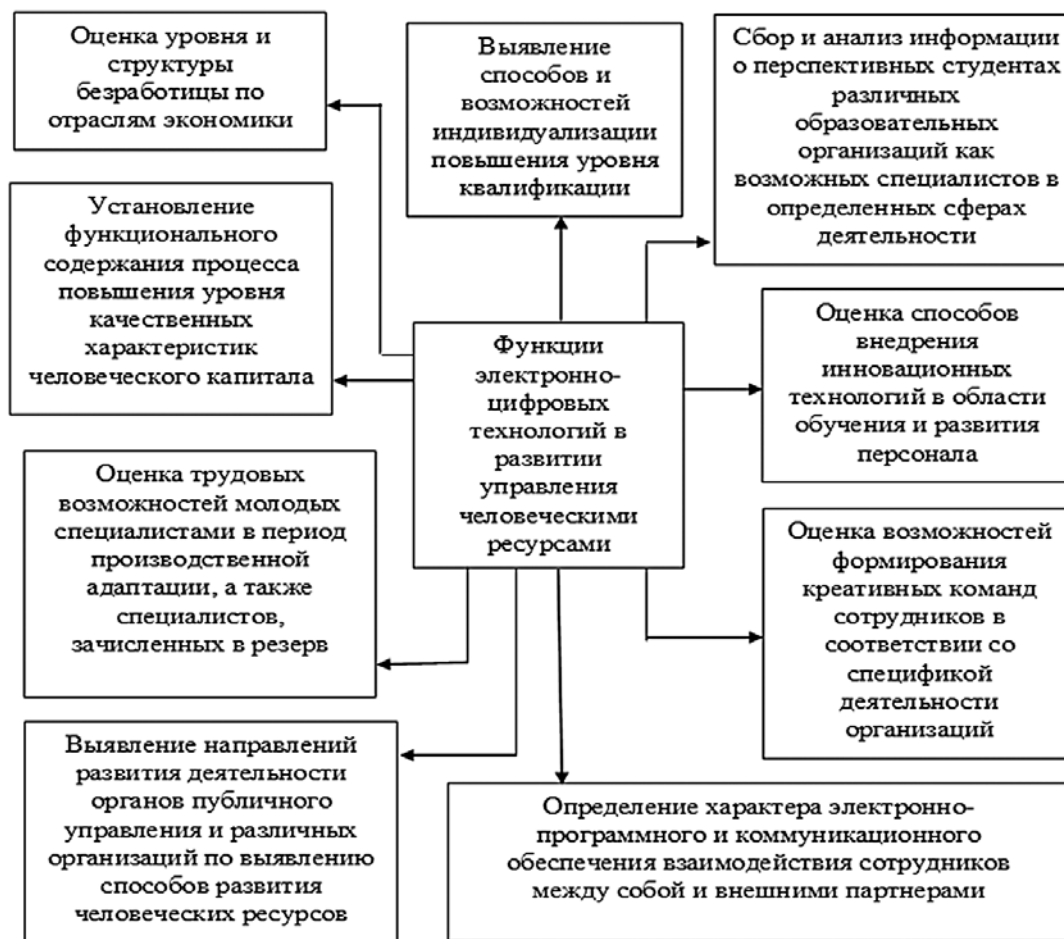 Оценка уровня и
структуры
безработицы по
отраслям экономики
Выявление
способов и
возможностей
индивидуализации
повышения уровня
квалификации
Сбор и анализ информации
о перспективных студентах
различных
образовательных
организаций как
возможных специалистов в
определенных сферах
деятельности
Установление
функционального
содержания процесса
повышения уровня
качественных
характеристик
человеческого капитала
Функции
электронно-
цифровых
технологий в
развитии
управления
человеческими
ресурсами
Оценка способов
внедрения
инновационных
технологий в области
обучения и развития
персонала
Оценка трудовых
возможностей молодых
специалистами в период
производственной
адаптации, а также
специалистов,
зачисленных в резерв
Оценка возможностей
формирования
креативных команд
сотрудников в
соответствии со
спецификой
деятельности
организаций
Выявление направлений
развития деятельности
органов публичного
управления и различных
организаций по выявлению
способов развития
человеческих ресурсов
Определение характера электронно-
программного и коммуникационного
обеспечения взаимодействия сотрудников
между собой и внешними партнерами